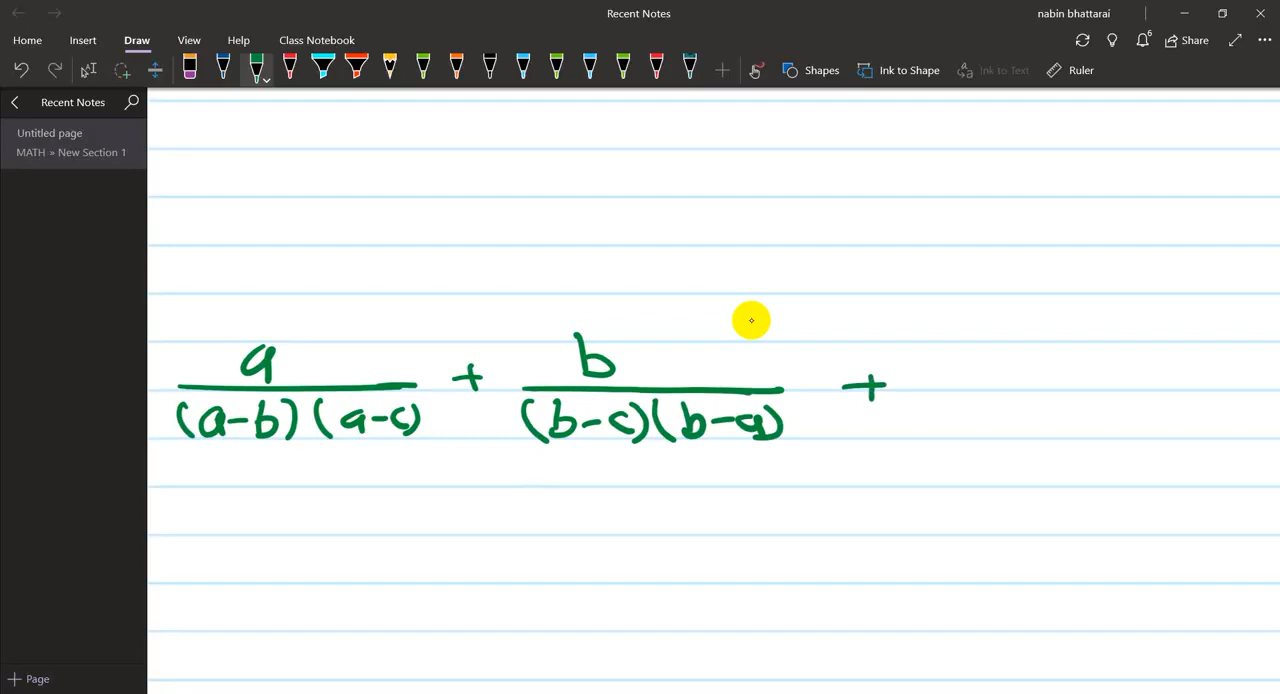 Recent Notes
nabin bhattarai
Home Insert Draw View Help Class Notebook
6
Share
Shapes Ink to Shape Ink to Text Ruler
Recent Notes
Untitled page
MATH » New Section 1
a b
+ +
(a-b)(a-c) (b-c)(b-a)
+ Page